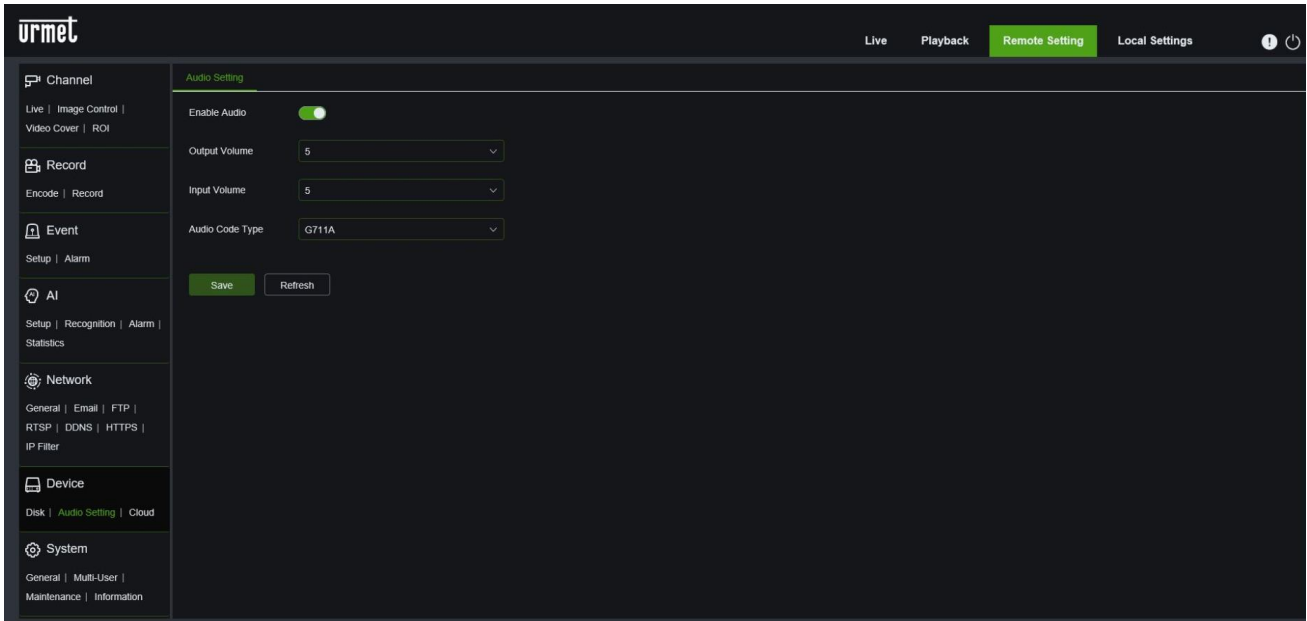 urmet
Live Playback Remote Setting Local Settings
Channel
Live | Image Control |
Video Cover | ROI
Record
Encode | Record
Event
Setup | Alarm
AI
Setup | Recognition | Alarm |
Statistics
Network
General | Email | FTP |
RTSP | DDNS | HTTPS |
IP Filter
Device
Disk | Audio Setting | Cloud
System
General | Multi-User |
Maintenance | Information
Audio Setting
Enable Audio
Output Volume 5
Input Volume 5
Audio Code Type G711A
Save Refresh